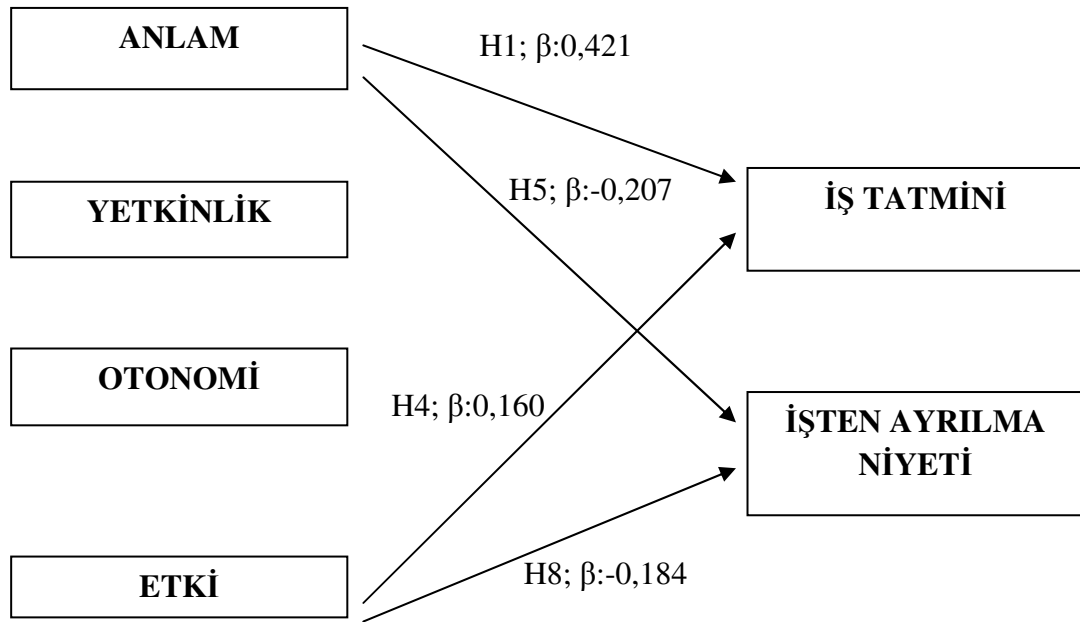 ANLAM
H1; β:0,421
YETKİNLİK
H5; β:-0,207
İŞ TATMİNİ
OTONOMİ
H4; β:0,160
İŞTEN AYRILMA
NİYETİ
ETKİ
H8; β:-0,184